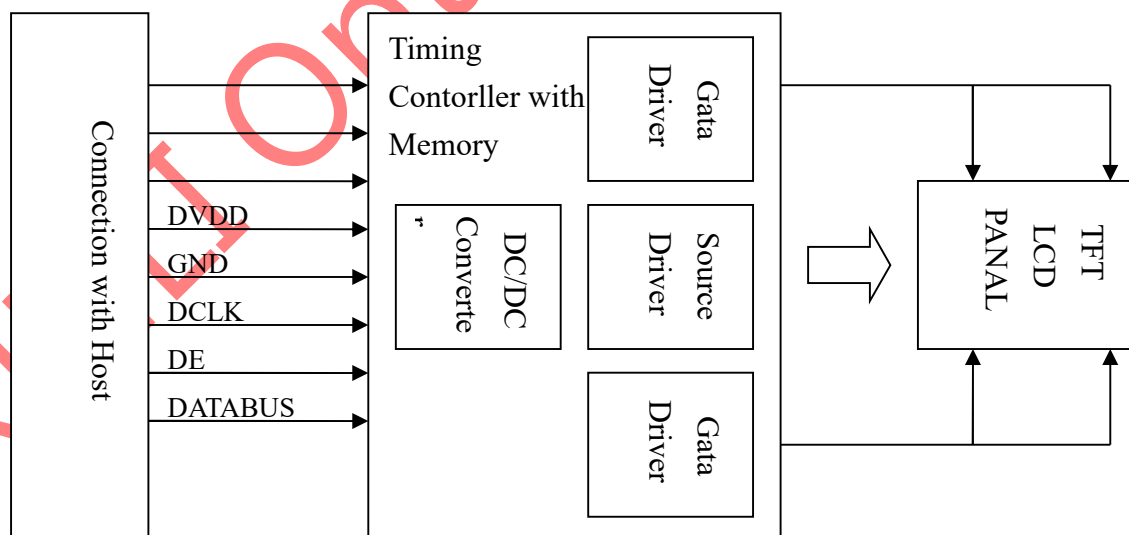 Connection with Host
DVDD
GND
DCLK
DE
DATABUS
Timing
Contorller with
Memory
DC/DC
Converte
r
Gata
Driver
Source
Driver
Gata
Driver
TFT
LCD
PANAL